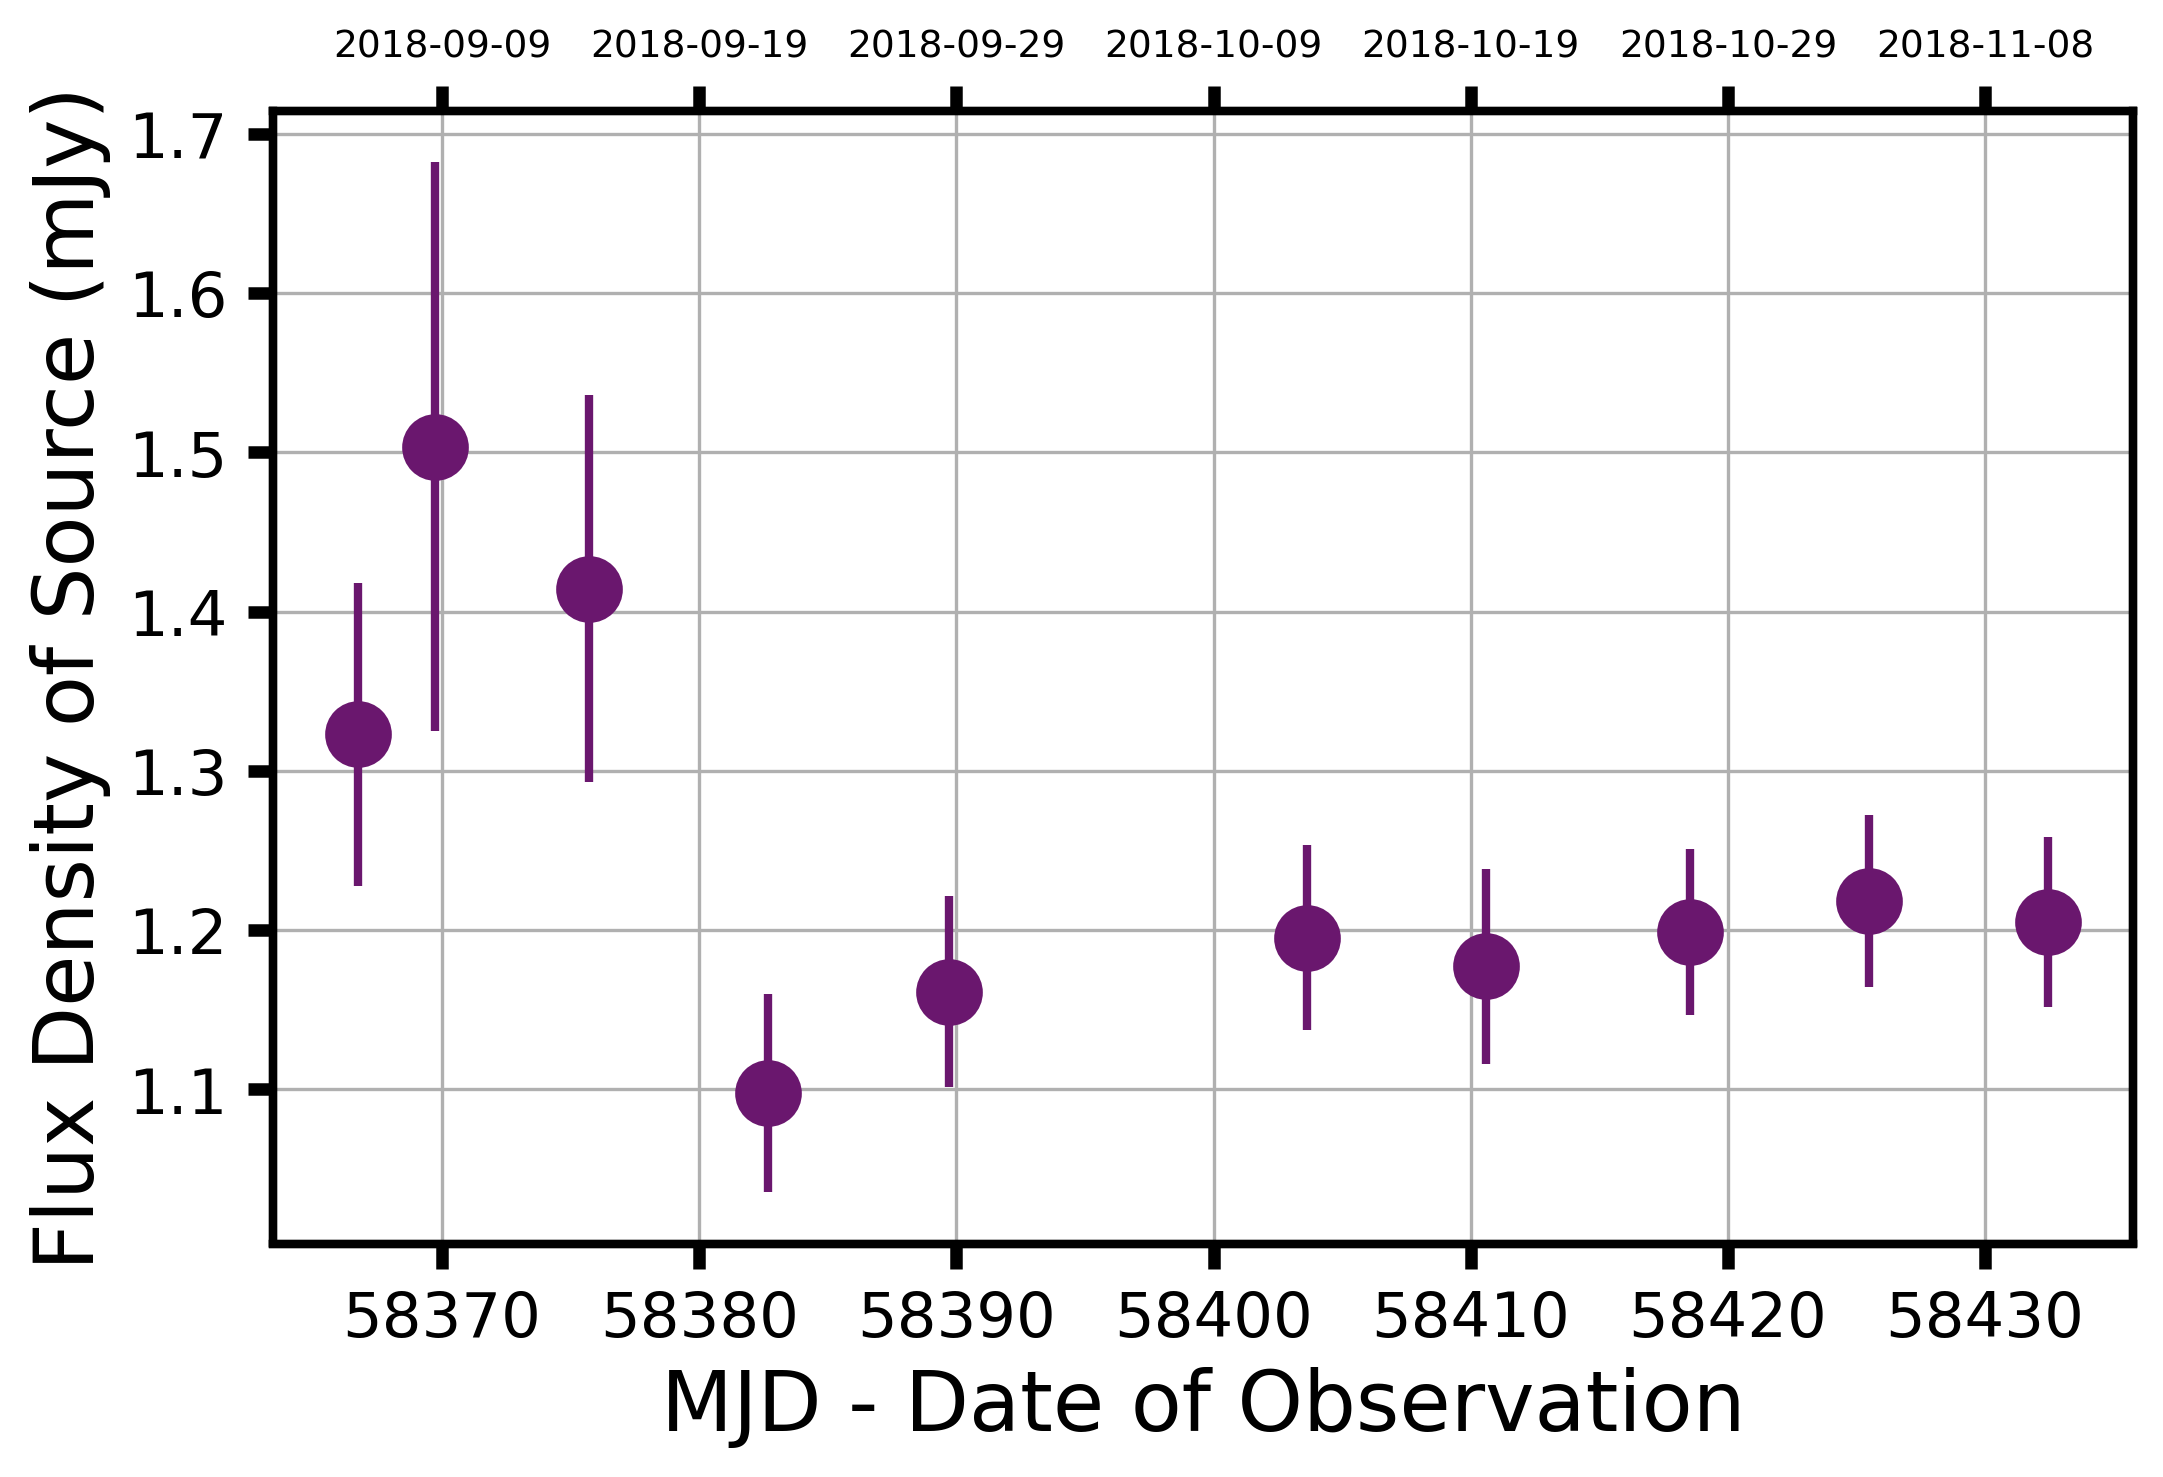 2018-09-09 2018-09-19 2018-09-29 2018-10-09 2018-10-19 2018-10-29 2018-11-08
Flux Density of Source (mJy)
1.7
1.6
1.5
1.4
1.3
1.2
1.1
58370 58380 58390 58400 58410 58420 58430
MJD - Date of Observation